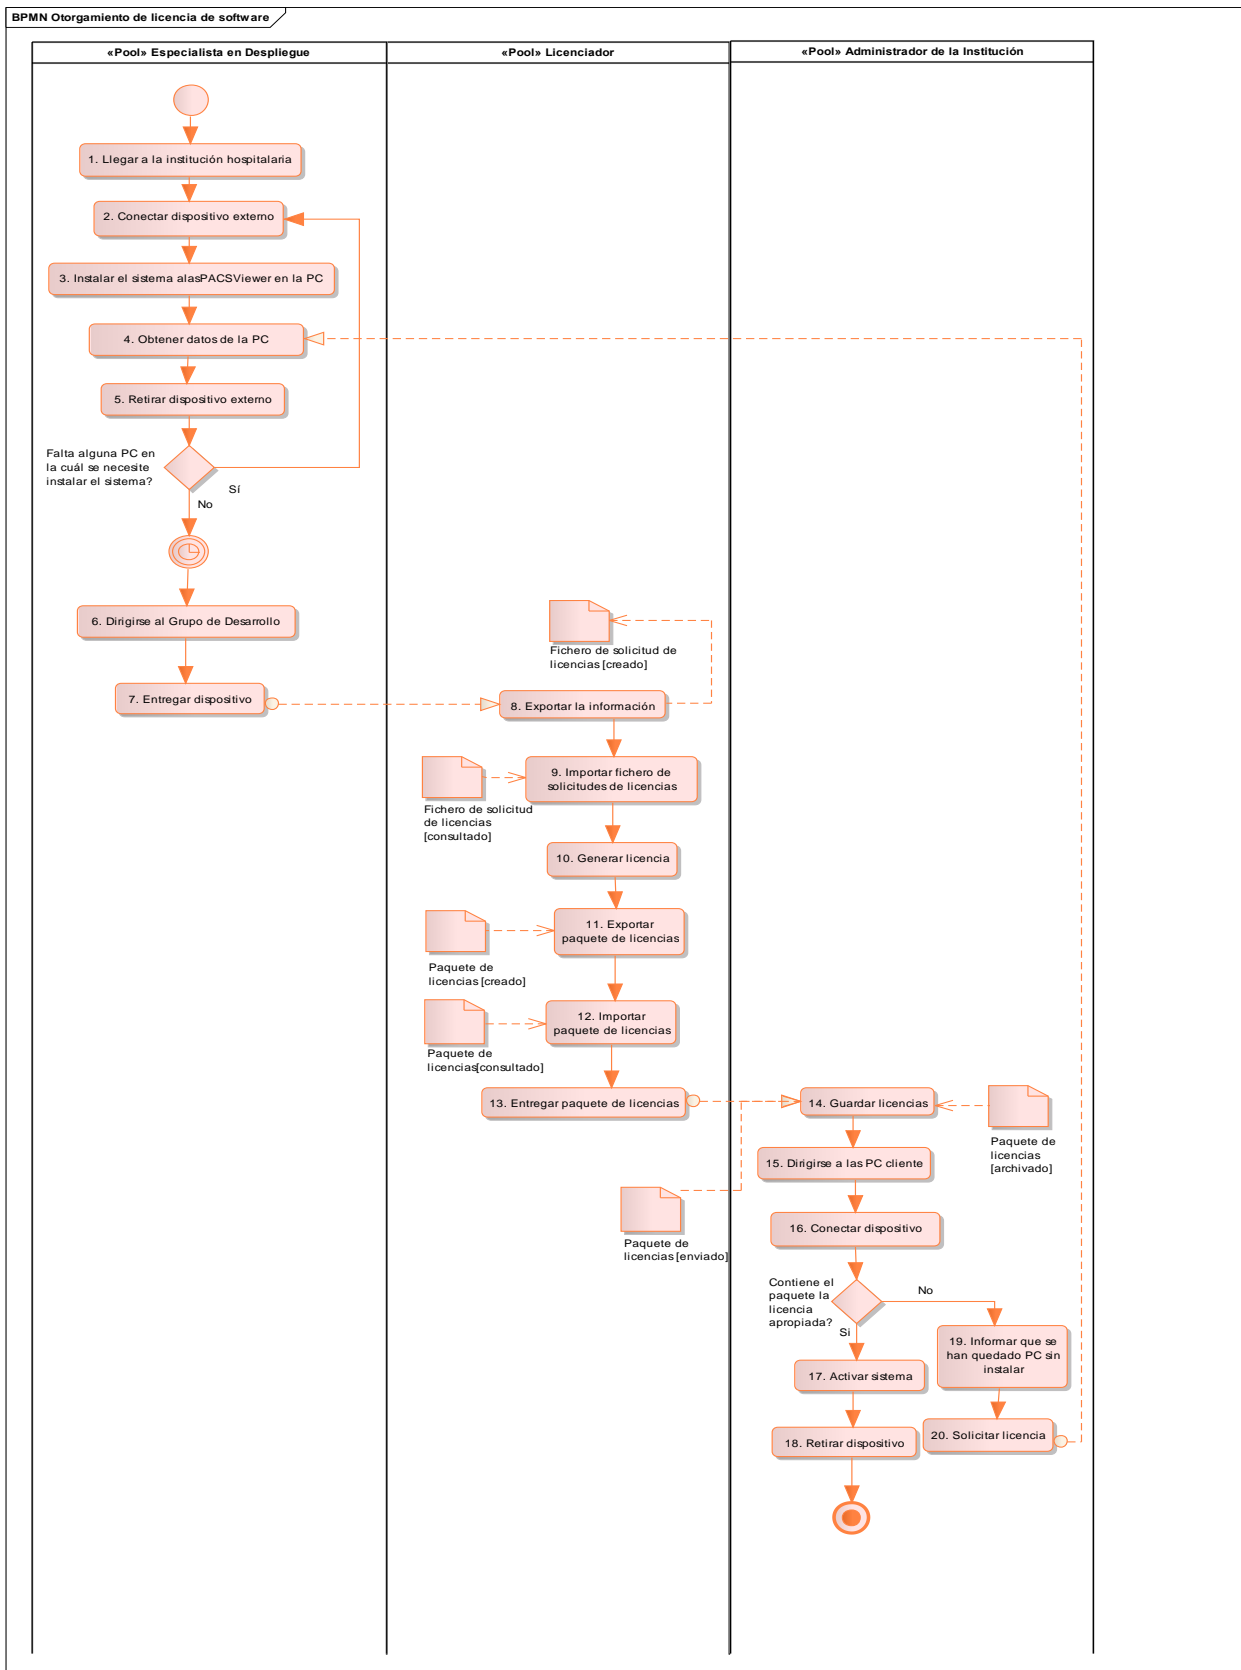 BPMN Otorgamiento de licencia de software
«Pool» Especialista en Despliegue
«Pool» Licenciador
«Pool» Administrador de la Institución
1. Llegar a la institución hospitalaria
2. Conectar dispositivo externo
3. Instalar el sistema alasPACSViewer en la PC
4. Obtener datos de la PC
5. Retirar dispositivo externo
Falta alguna PC en
la cuál se necesite
instalar el sistema?
Sí
No
6. Dirigirse al Grupo de Desarrollo
7. Entregar dispositivo
Fichero de solicitud de
licencias [creado]
8. Exportar la información
9. Importar fichero de
solicitudes de licencias
Fichero de solicitud
de licencias
[consultado]
10. Generar licencia
11. Exportar
paquete de licencias
Paquete de
licencias [creado]
12. Importar
paquete de licencias
Paquete de
licencias[consultado]
13. Entregar paquete de licencias
14. Guardar licencias
Paquete de
licencias
[archivado]
15. Dirigirse a las PC cliente
Paquete de
licencias [enviado]
16. Conectar dispositivo
Contiene el
paquete la
licencia
apropiada?
No
Si
19. Informar que se
han quedado PC sin
instalar
17. Activar sistema
20. Solicitar licencia
18. Retirar dispositivo